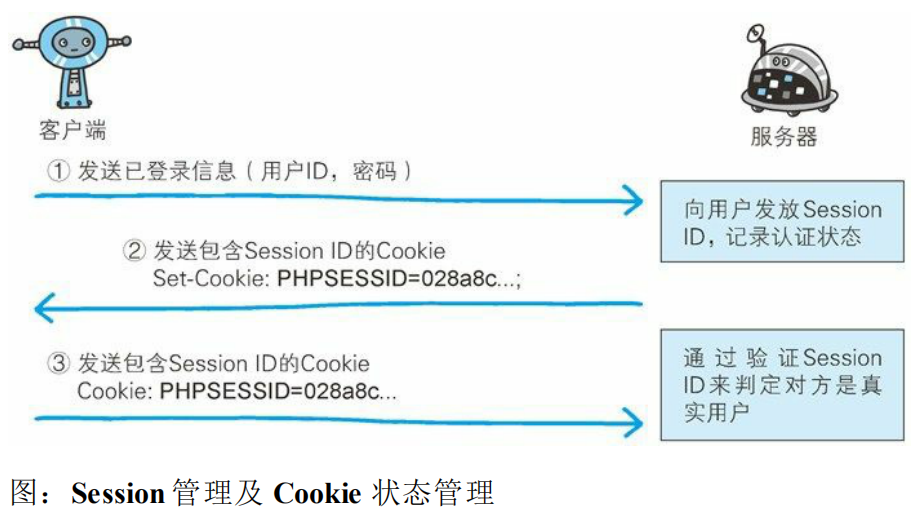 客户端
服务器
① 发送已登录信息（用户ID，密码）
向用户发放Session
ID，记录认证状态
② 发送包含Session ID的Cookie
Set-Cookie: PHPSESSID=028a8c…;
③ 发送包含Session ID的Cookie
Cookie: PHPSESSID=028a8c…
通过验证Session
ID来判定对方是真
实用户
图：Session 管理及 Cookie 状态管理